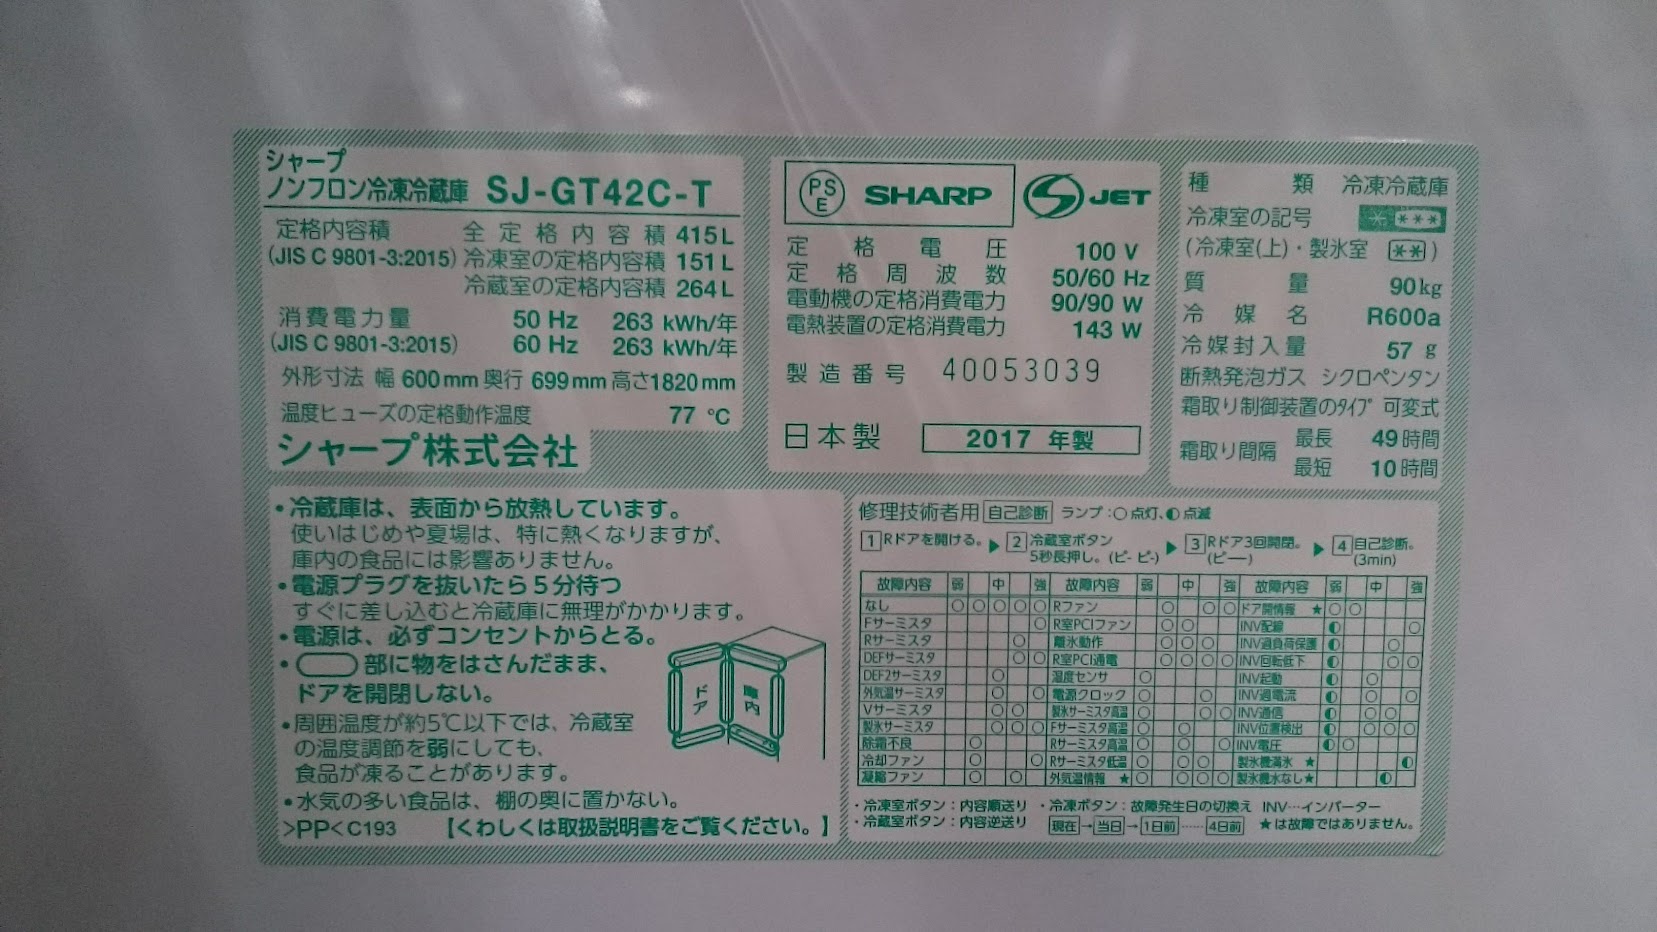 シャープ
ノンフロン冷凍冷蔵庫 SJ-GT42C-T
定格内容積 全定格内容積 415L
(JIS C 9801-3:2015) 冷凍室の定格内容積 151L
冷蔵室の定格内容積 264L
消費電力量 50 Hz 263 kWh/年
(JIS C 9801-3:2015) 60 Hz 263 kWh/年
外形寸法 幅 600mm 奥行 699mm 高さ1820mm
温度ヒューズの定格動作温度 77 ℃
シャープ株式会社
PSE SHARP JET
定格電圧 100 V
定格周波数 50/60 Hz
電動機の定格消費電力 90/90 W
電熱装置の定格消費電力 143 W
製造番号 40053039
日本製 2017 年製
種類 冷凍冷蔵庫
冷凍室の記号 * ***
(冷凍室(上)・製氷室 **)
質量 90kg
冷媒名 R600a
冷媒封入量 57 g
断熱発泡ガス シクロペンタン
霜取り制御装置のタイプ 可変式
霜取り間隔 最長 49時間
最短 10時間
・冷蔵庫は、表面から放熱しています。
使いはじめや夏場は、特に熱くなりますが、
庫内の食品には影響ありません。
・電源プラグを抜いたら5分待つ
すぐに差し込むと冷蔵庫に無理がかかります。
・電源は、必ずコンセントからとる。
・部に物をはさんだまま、
ドアを開閉しない。
ドア 庫内
・周囲温度が約5℃以下では、冷蔵室
の温度調節を弱にしても、
食品が凍ることがあります。
・水気の多い食品は、棚の奥に置かない。
>PP< C193 【くわしくは取扱説明書をご覧ください。】
修理技術者用 自己診断 ランプ:○点灯、◐点滅
1 Rドアを開ける。 ▶ 2 冷蔵室ボタン 5秒長押し。(ピー ピー) ▶ 3 Rドア3回開閉。(ピー) ▶ 4 自己診断。(3min)
故障内容 弱 中 強 故障内容 弱 中 強 故障内容 弱 中 強
なし ○ ○ ○ ○ ○ Rファン ○ ○ ○ ドア開情報 ★ ○ ○
Fサーミスタ ○ R室PCIファン ○ ○ INV配線 ◐ ○
Rサーミスタ ○ 離氷動作 ○ ○ ○ INV過負荷保護 ◐ ○
DEFサーミスタ ○ ○ R室PCI通電 ○ ○ ○ ○ INV回転低下 ◐ ○ ○
DEF2サーミスタ ○ 湿度センサ ○ INV起動 ◐ ○
外気温サーミスタ ○ ○ 電源クロック ○ ○ INV過電流 ◐ ○ ○
Vサーミスタ ○ ○ 製氷サーミスタ高温 ○ ○ ○ INV通信 ◐ ○ ○
製氷サーミスタ ○ ○ ○ Fサーミスタ高温 ○ ○ INV位置検出 ◐ ○ ○ ○
除霜不良 ○ Rサーミスタ高温 ○ ○ ○ INV電圧 ◐ ○
冷却ファン ○ ○ Rサーミスタ低温 ○ ○ ○ 製氷機満氷 ★ ◐
凝縮ファン ○ ○ 外気温情報 ★ ○ ○ ○ ○ 製氷機水なし★ ◐
・冷凍室ボタン:内容順送り ・冷凍ボタン:故障発生日の切換え INV…インバーター
・冷蔵室ボタン:内容逆送り 現在→当日→1日前……4日前 ★は故障ではありません。